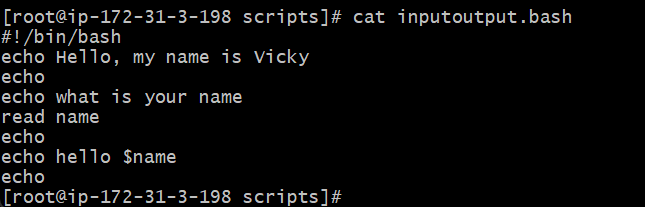 [root@ip-172-31-3-198 scripts]# cat inputoutput.bash
#!/bin/bash
echo Hello, my name is Vicky
echo
echo what is your name
read name
echo
echo hello $name
echo
[root@ip-172-31-3-198 scripts]#